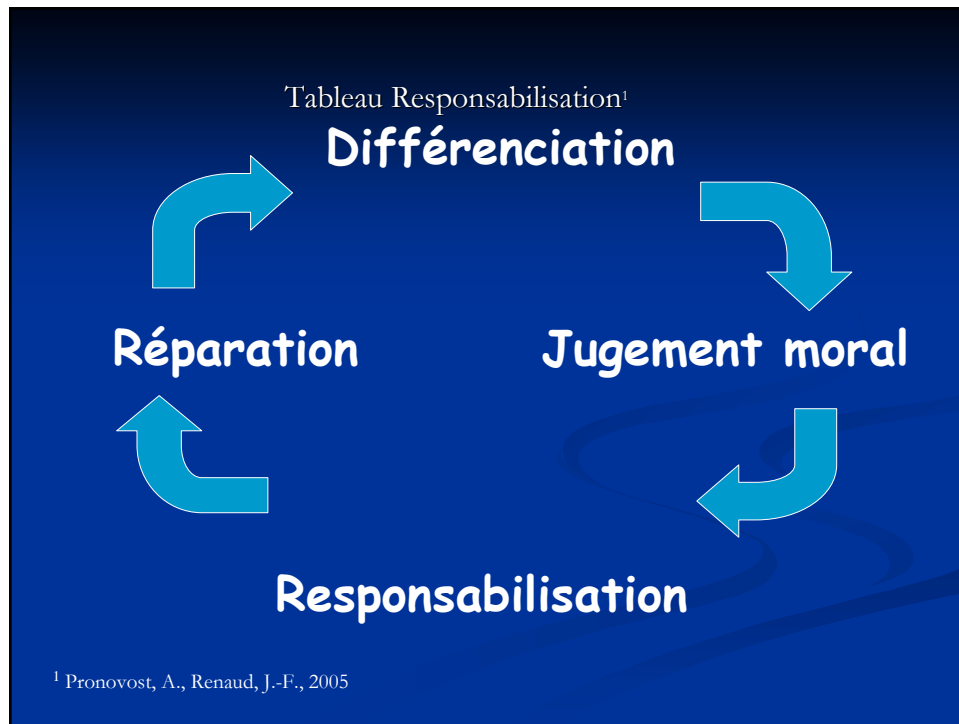 Tableau Responsabilisation¹
Différenciation
Réparation
Jugement moral
Responsabilisation
¹ Pronovost, A., Renaud, J.-F., 2005